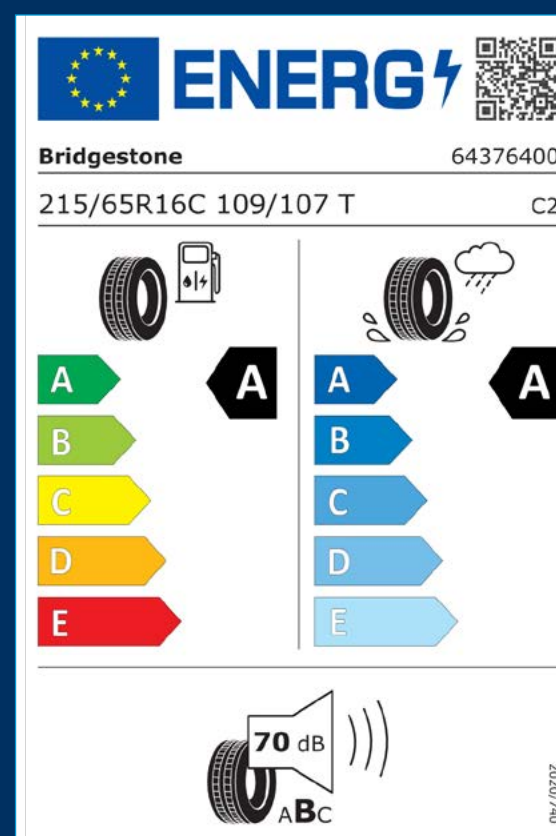 ENERG
Bridgestone 64376400
215/65R16C 109/107 T C2
A A A A
B B
C C
D D
E E
70 dB
ABC
2020/740